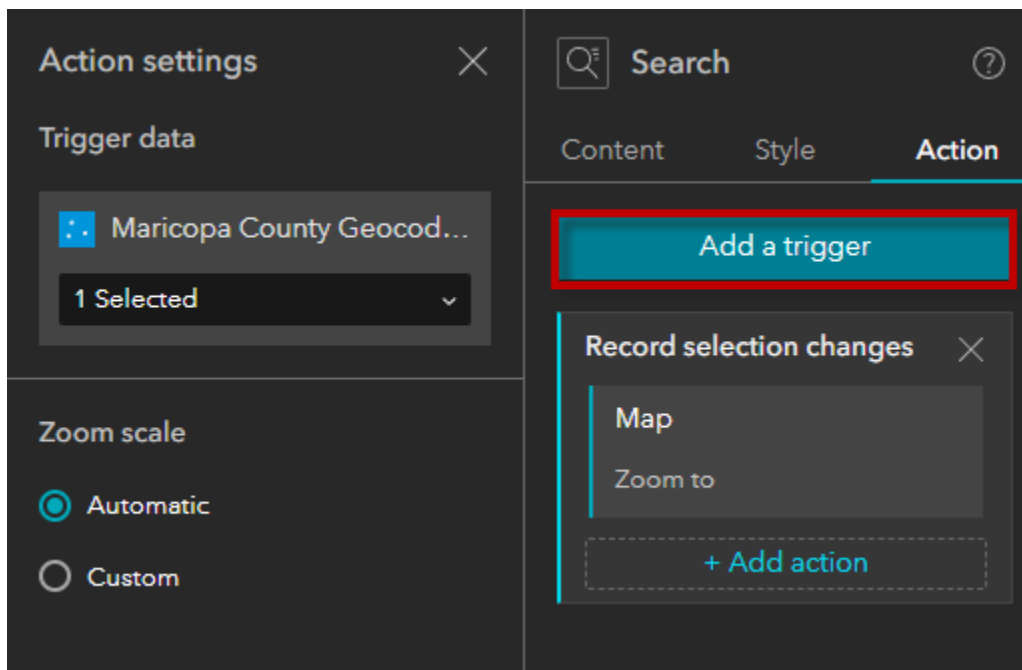 Action settings
Trigger data
Maricopa County Geocod...
1 Selected
Zoom scale
Automatic
Custom
Search
Content Style Action
Add a trigger
Record selection changes
Map
Zoom to
+ Add action